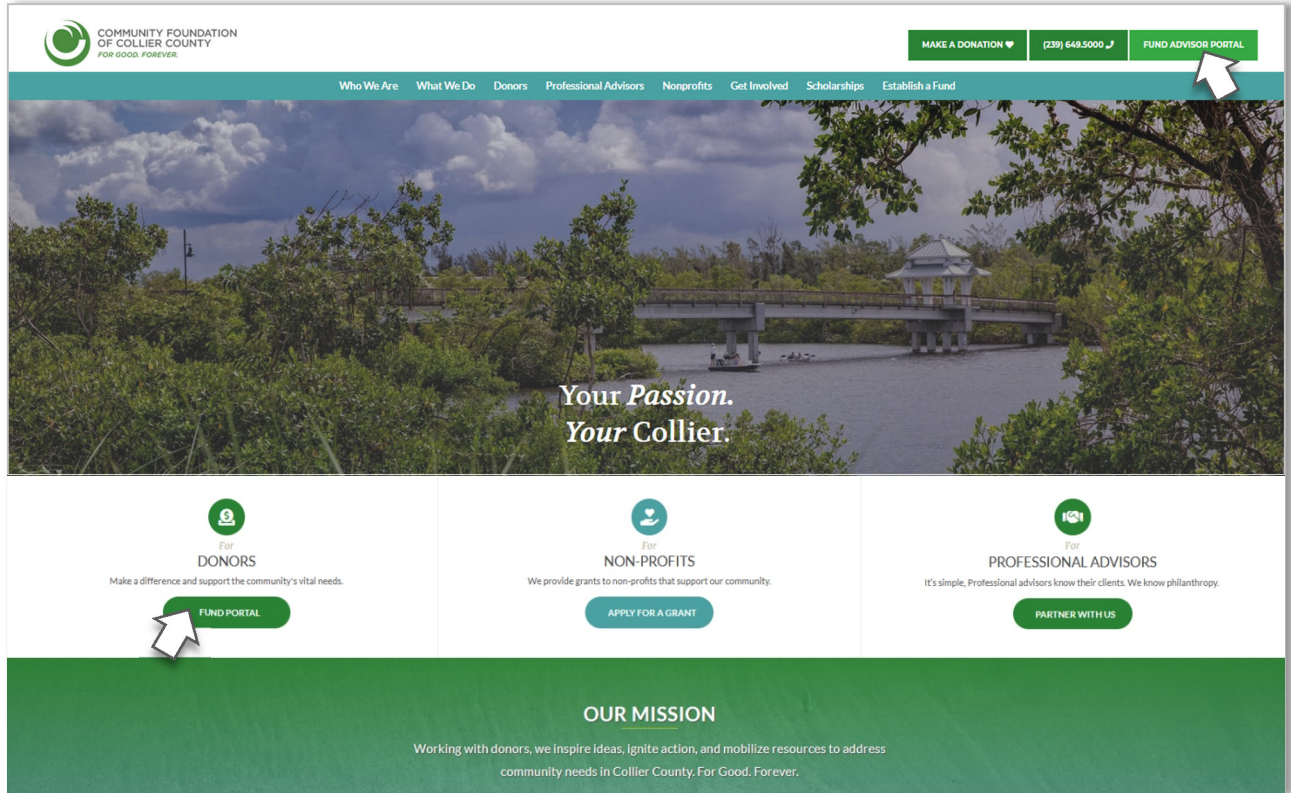 COMMUNITY FOUNDATION
OF COLLIER COUNTY
FOR GOOD. FOREVER.
MAKE A DONATION
(239) 649.5000
FUND ADVISOR PORTAL
Who We Are What We Do Donors Professional Advisors Nonprofits Get Involved Scholarships Establish a Fund
Your Passion.
Your Collier.
For
DONORS
Make a difference and support the community's vital needs.
FUND PORTAL
For
NON-PROFITS
We provide grants to non-profits that support our community.
APPLY FOR A GRANT
For
PROFESSIONAL ADVISORS
It's simple, Professional advisors know their clients. We know philanthropy.
PARTNER WITH US
OUR MISSION
Working with donors, we inspire ideas, ignite action, and mobilize resources to address
community needs in Collier County. For Good. Forever.